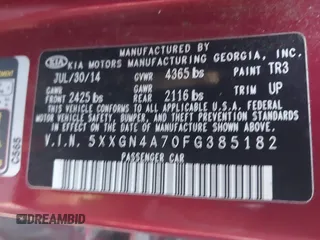 KIA KIA MOTORS MANUFACTURING GEORGIA, INC.
JUL/30/14 GVWR 4365 lbs PAINT TR3
GAWR FRONT 2425 lbs GAWR REAR 2116 lbs TRIM UP
THIS VEHICLE CONFORMS TO ALL APPLICABLE FEDERAL MOTOR VEHICLE SAFETY, BUMPER, AND THEFT PREVENTION STANDARDS IN EFFECT ON THE DATE OF MANUFACTURE SHOWN ABOVE.
V.I.N. 5XXGN4A70FG385182
PASSENGER CAR
C565
DREAMBID